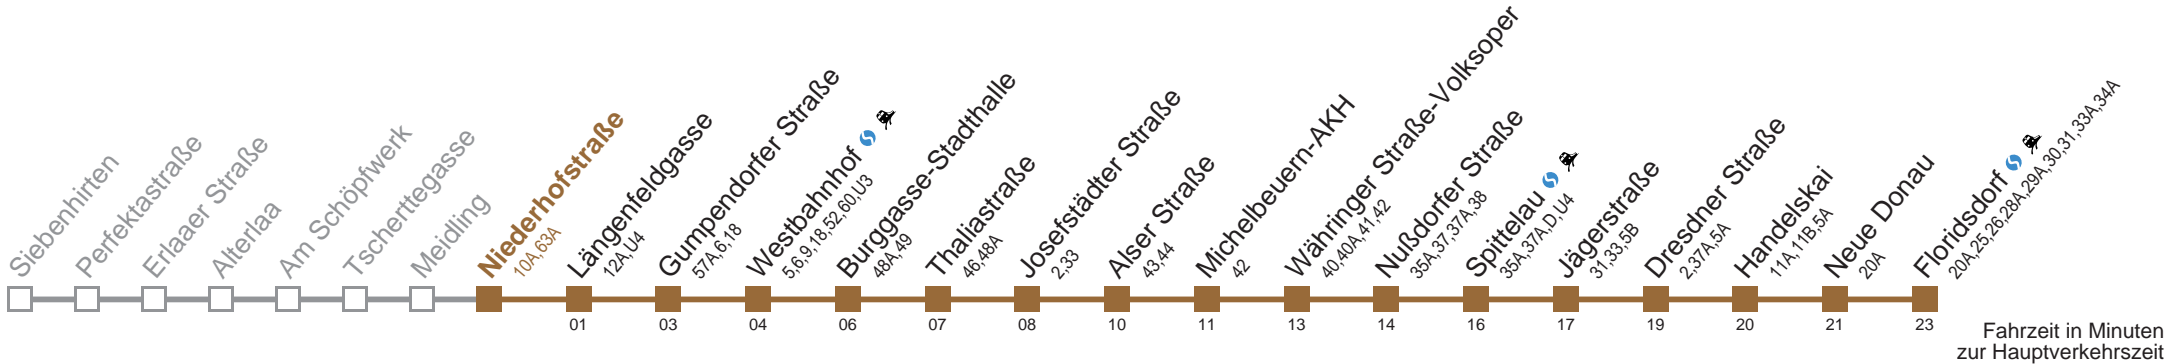 Siebenhirten
Perfektastraße
Erlaaer Straße
Alterlaa
Am Schöpfwerk
Tscherttegasse
Meidling
Niederhofstraße
10A,63A
Längenfeldgasse
12A,U4
Gumpendorfer Straße
57A,6,18
Westbahnhof
5,6,9,18,52,60,U3
Burggasse-Stadthalle
48A,49
Thaliastraße
46,48A
Josefstädter Straße
2,33
Alser Straße
43,44
Michelbeuern-AKH
42
Währinger Straße-Volksoper
40,40A,41,42
Nußdorfer Straße
35A,37,37A,38
Spittelau
35A,37A,D,U4
Jägerstraße
31,33,5B
Dresdner Straße
2,37A,5A
Handelskai
11A,11B,5A
Neue Donau
20A
Floridsdorf
20A,25,26,28A,29A,30,31,33A,34A
01 03 04 06 07 08 10 11 13 14 16 17 19 20 21 23
Fahrzeit in Minuten
zur Hauptverkehrszeit